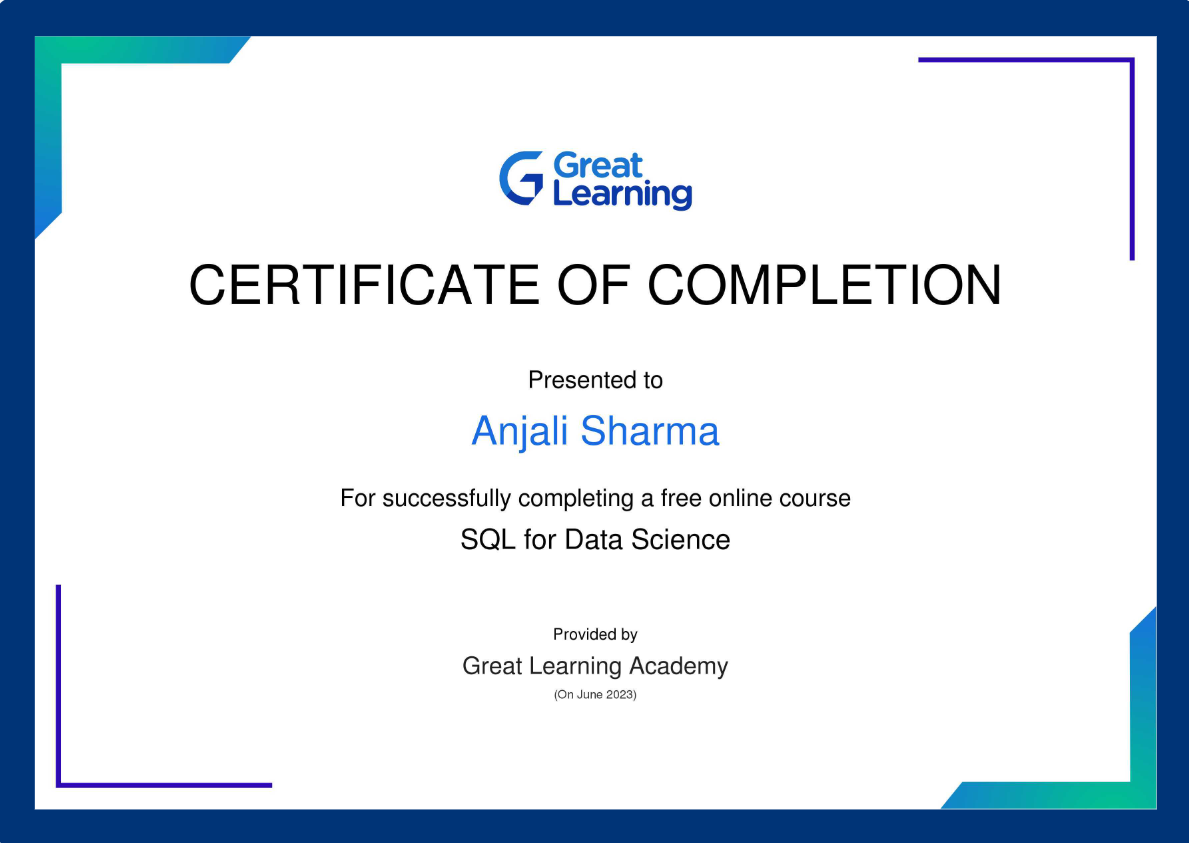 Great
Learning
CERTIFICATE OF COMPLETION
Presented to
Anjali Sharma
For successfully completing a free online course
SQL for Data Science
Provided by
Great Learning Academy
(On June 2023)